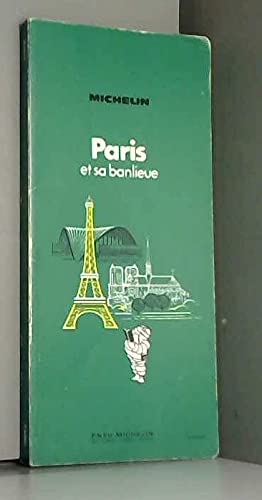 MICHELIN
Paris
et sa banlieue
PNEU MICHELIN